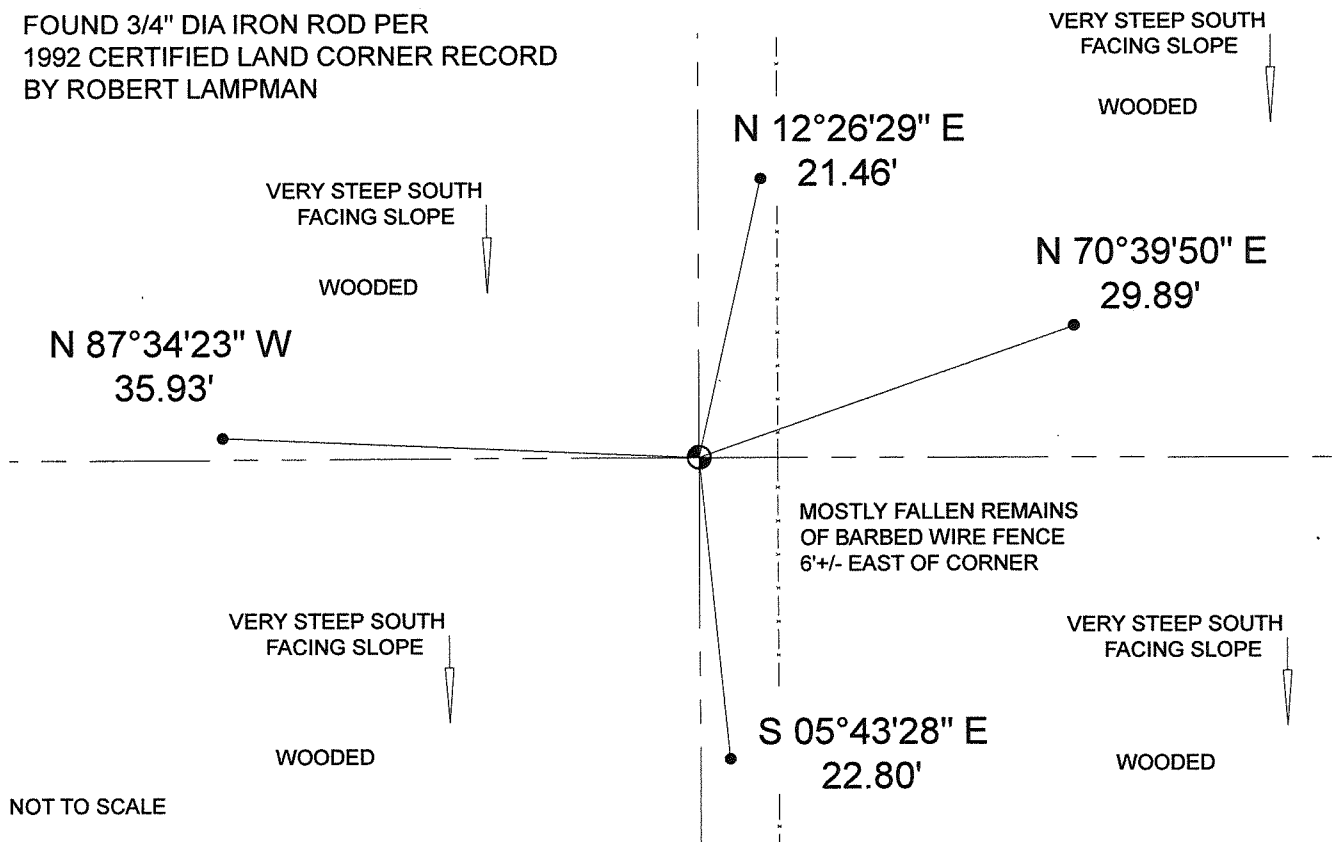 FOUND 3/4" DIA IRON ROD PER
1992 CERTIFIED LAND CORNER RECORD
BY ROBERT LAMPMAN
VERY STEEP SOUTH
FACING SLOPE
WOODED
N 12°26'29" E
21.46'
VERY STEEP SOUTH
FACING SLOPE
WOODED
N 70°39'50" E
29.89'
N 87°34'23" W
35.93'
MOSTLY FALLEN REMAINS
OF BARBED WIRE FENCE
6'+/- EAST OF CORNER
VERY STEEP SOUTH
FACING SLOPE
WOODED
VERY STEEP SOUTH
FACING SLOPE
WOODED
S 05°43'28" E
22.80'
NOT TO SCALE